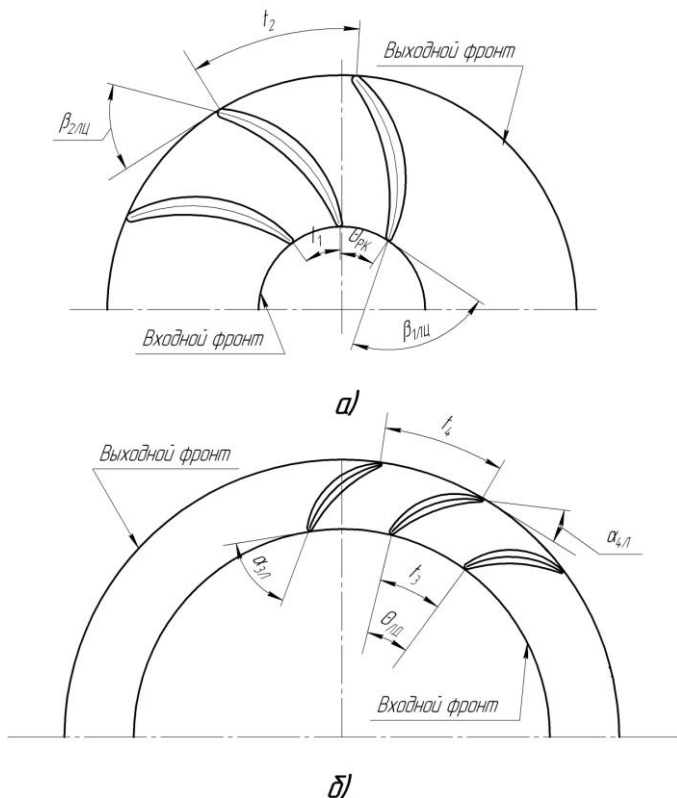 t₂
Выходной фронт
β₂ЛЦ
t₁
θРК
Входной фронт
β₁ЛЦ
а)
t₄
Выходной фронт
α₃Л
α₄Л
t₃
θЛД
Входной фронт
б)